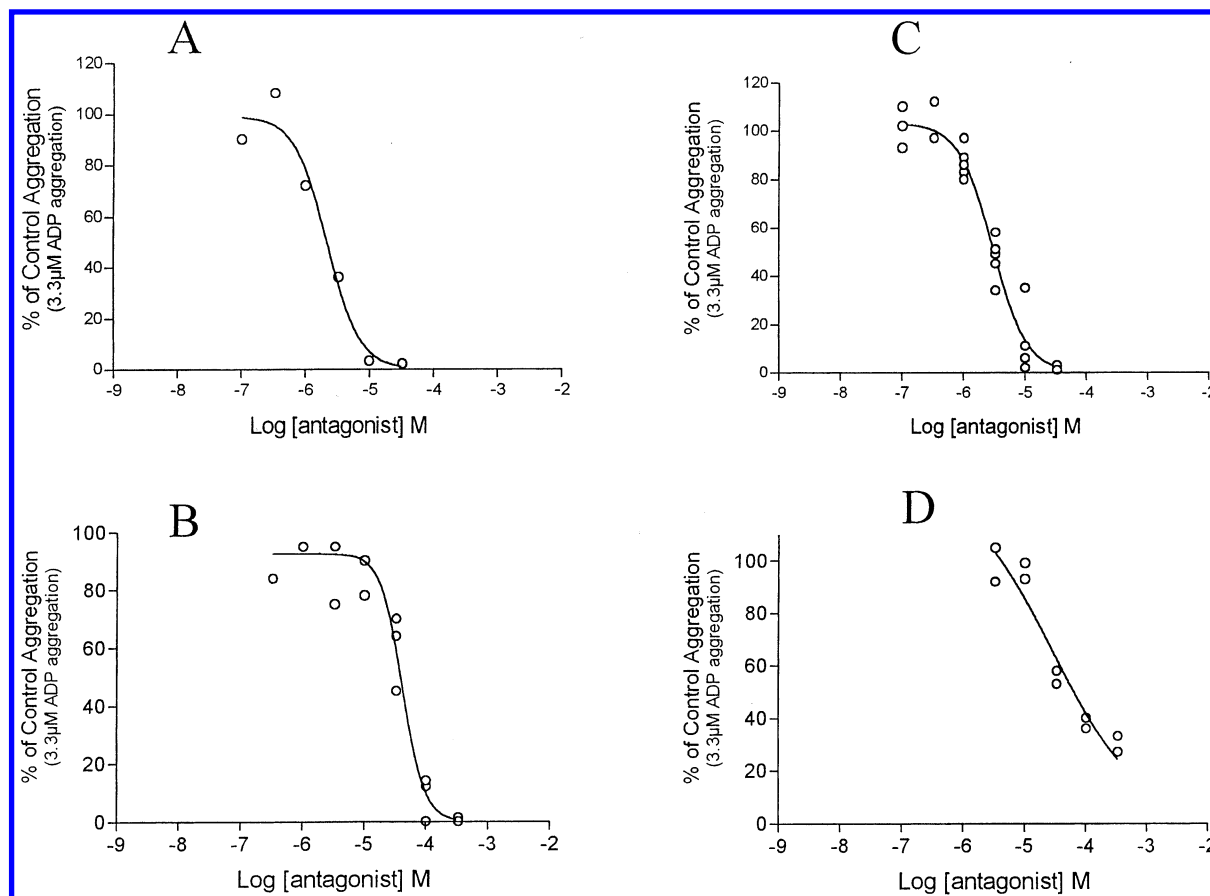 A
% of Control Aggregation
(3.3µM ADP aggregation)
120
100
80
60
40
20
0
-9 -8 -7 -6 -5 -4 -3 -2
Log [antagonist] M
C
% of Control Aggregation
(3.3µM ADP aggregation)
120
100
80
60
40
20
0
-9 -8 -7 -6 -5 -4 -3 -2
Log [antagonist] M
B
% of Control Aggregation
(3.3µM ADP aggregation)
100
80
60
40
20
0
-9 -8 -7 -6 -5 -4 -3 -2
Log [antagonist] M
D
% of Control Aggregation
(3.3µM ADP aggregation)
100
80
60
40
20
0
-9 -8 -7 -6 -5 -4 -3 -2
Log [antagonist] M